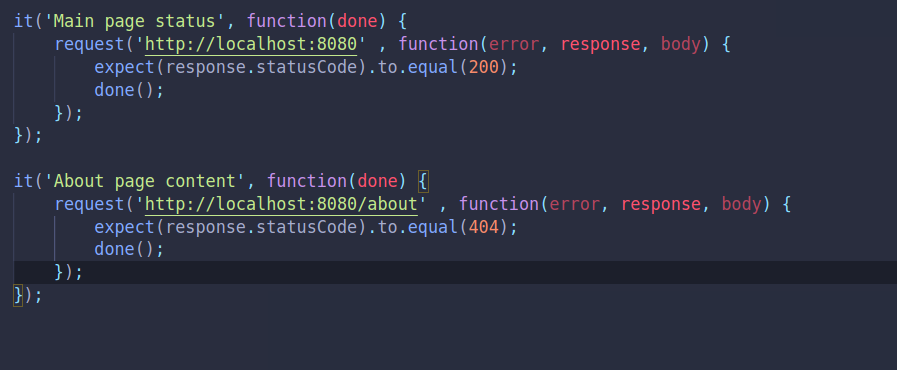 it('Main page status', function(done) {
    request('http://localhost:8080' , function(error, response, body) {
        expect(response.statusCode).to.equal(200);
        done();
    });
});

it('About page content', function(done) {
    request('http://localhost:8080/about' , function(error, response, body) {
        expect(response.statusCode).to.equal(404);
        done();
    });
});